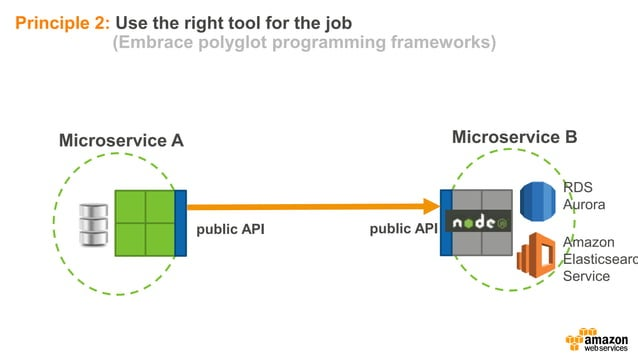 Principle 2: Use the right tool for the job
(Embrace polyglot programming frameworks)
Microservice A
Microservice B
public API
public API
node
RDS
Aurora
Amazon
Elasticsearc
Service
amazon
webservices